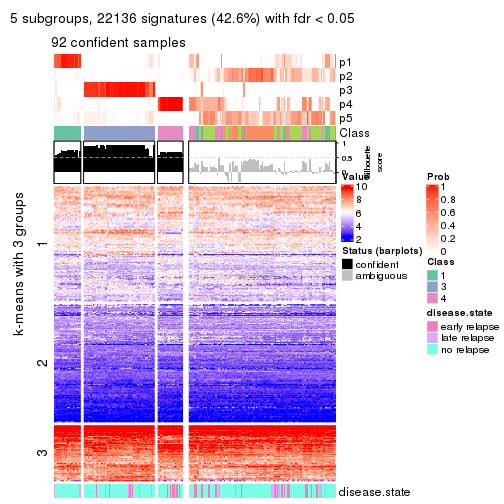 5 subgroups, 22136 signatures (42.6%) with fdr < 0.05
92 confident samples
p1
p2
p3
p4
p5
Class
1
0.5
0
silhouette
score
k-means with 3 groups
1
2
3
disease.state
Value
10
8
6
4
2
Status (barplots)
confident
ambiguous
Prob
1
0.8
0.6
0.4
0.2
0
Class
1
3
4
disease.state
early relapse
late relapse
no relapse